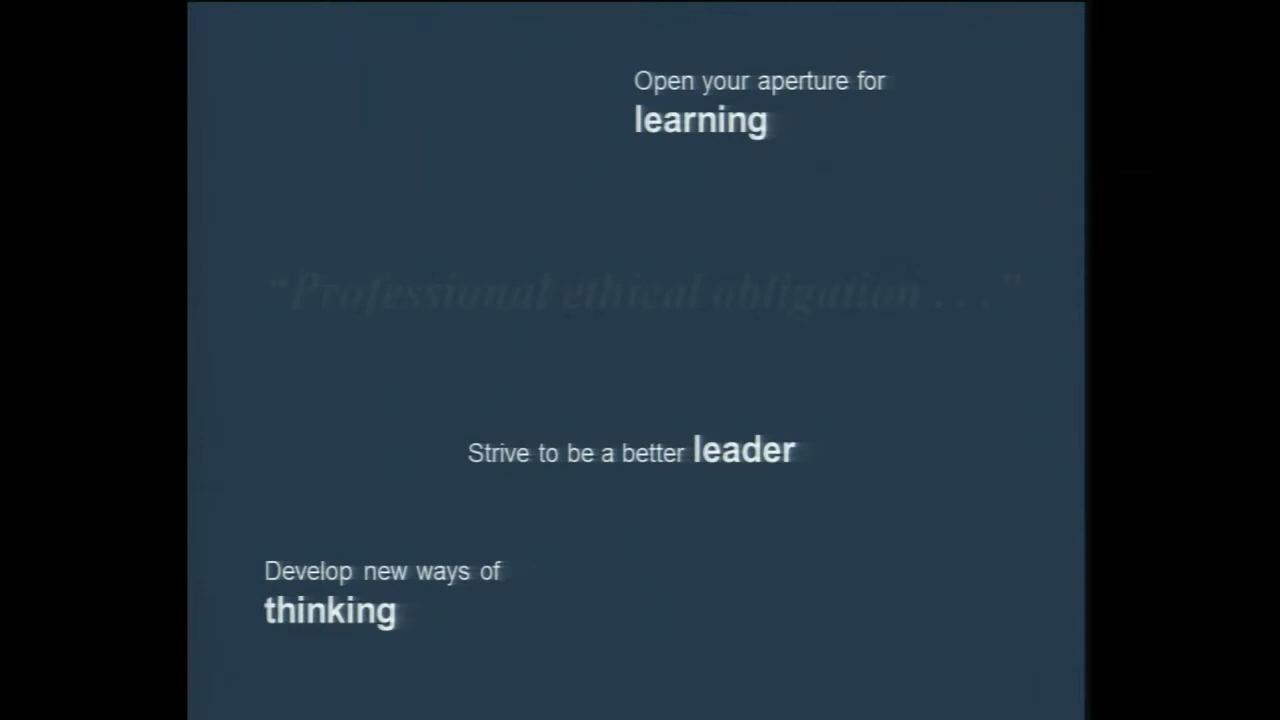 Open your aperture for
learning
“Professional ethical obligation . . .”
Strive to be a better leader
Develop new ways of
thinking